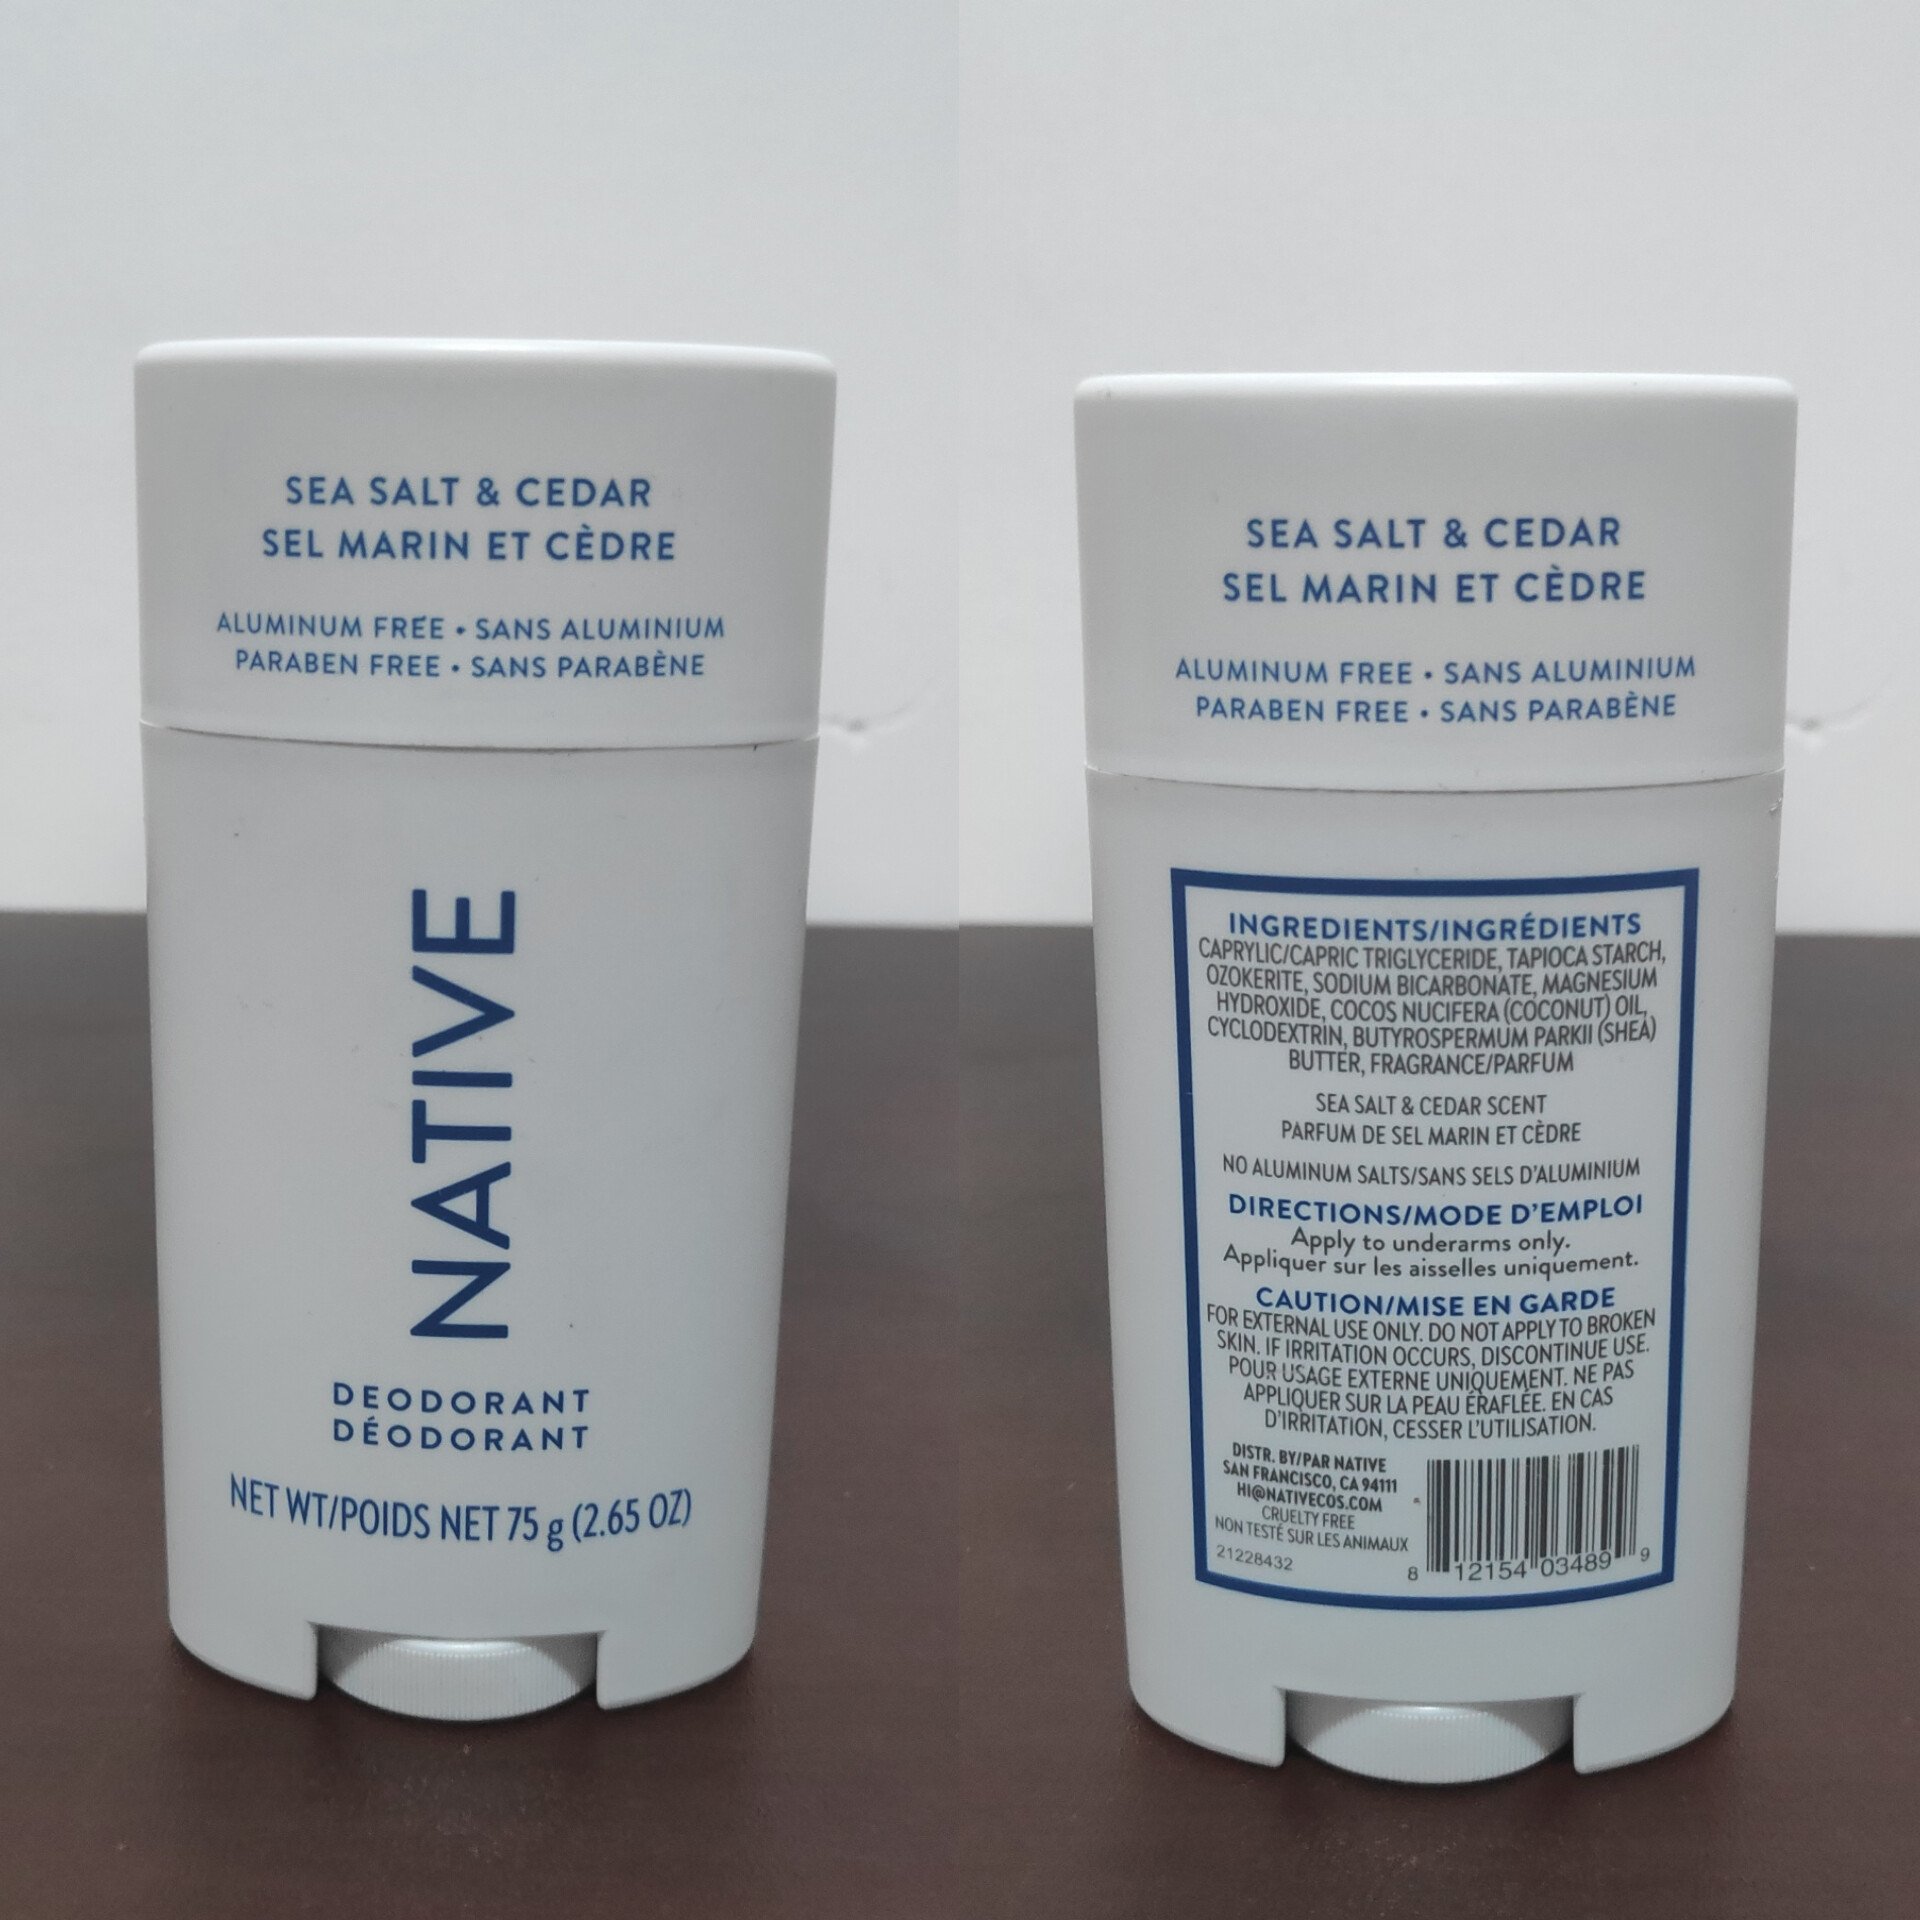 SEA SALT & CEDAR
SEL MARIN ET CÈDRE
ALUMINUM FREE • SANS ALUMINIUM
PARABEN FREE • SANS PARABÈNE
NATIVE
DEODORANT
DÉODORANT
NET WT/POIDS NET 75 g (2.65 OZ)
SEA SALT & CEDAR
SEL MARIN ET CÈDRE
ALUMINUM FREE • SANS ALUMINIUM
PARABEN FREE • SANS PARABÈNE
INGREDIENTS/INGRÉDIENTS
CAPRYLIC/CAPRIC TRIGLYCERIDE, TAPIOCA STARCH,
OZOKERITE, SODIUM BICARBONATE, MAGNESIUM
HYDROXIDE, COCOS NUCIFERA (COCONUT) OIL,
CYCLODEXTRIN, BUTYROSPERMUM PARKII (SHEA)
BUTTER, FRAGRANCE/PARFUM
SEA SALT & CEDAR SCENT
PARFUM DE SEL MARIN ET CÈDRE
NO ALUMINUM SALTS/SANS SELS D'ALUMINIUM
DIRECTIONS/MODE D'EMPLOI
Apply to underarms only.
Appliquer sur les aisselles uniquement.
CAUTION/MISE EN GARDE
FOR EXTERNAL USE ONLY. DO NOT APPLY TO BROKEN
SKIN. IF IRRITATION OCCURS, DISCONTINUE USE.
POUR USAGE EXTERNE UNIQUEMENT. NE PAS
APPLIQUER SUR LA PEAU ÉRAFLÉE. EN CAS
D'IRRITATION, CESSER L'UTILISATION.
DISTR. BY/PAR NATIVE
SAN FRANCISCO, CA 94111
HI@NATIVECOS.COM
CRUELTY FREE
NON TESTÉ SUR LES ANIMAUX
21228432
8 12154 03489 9